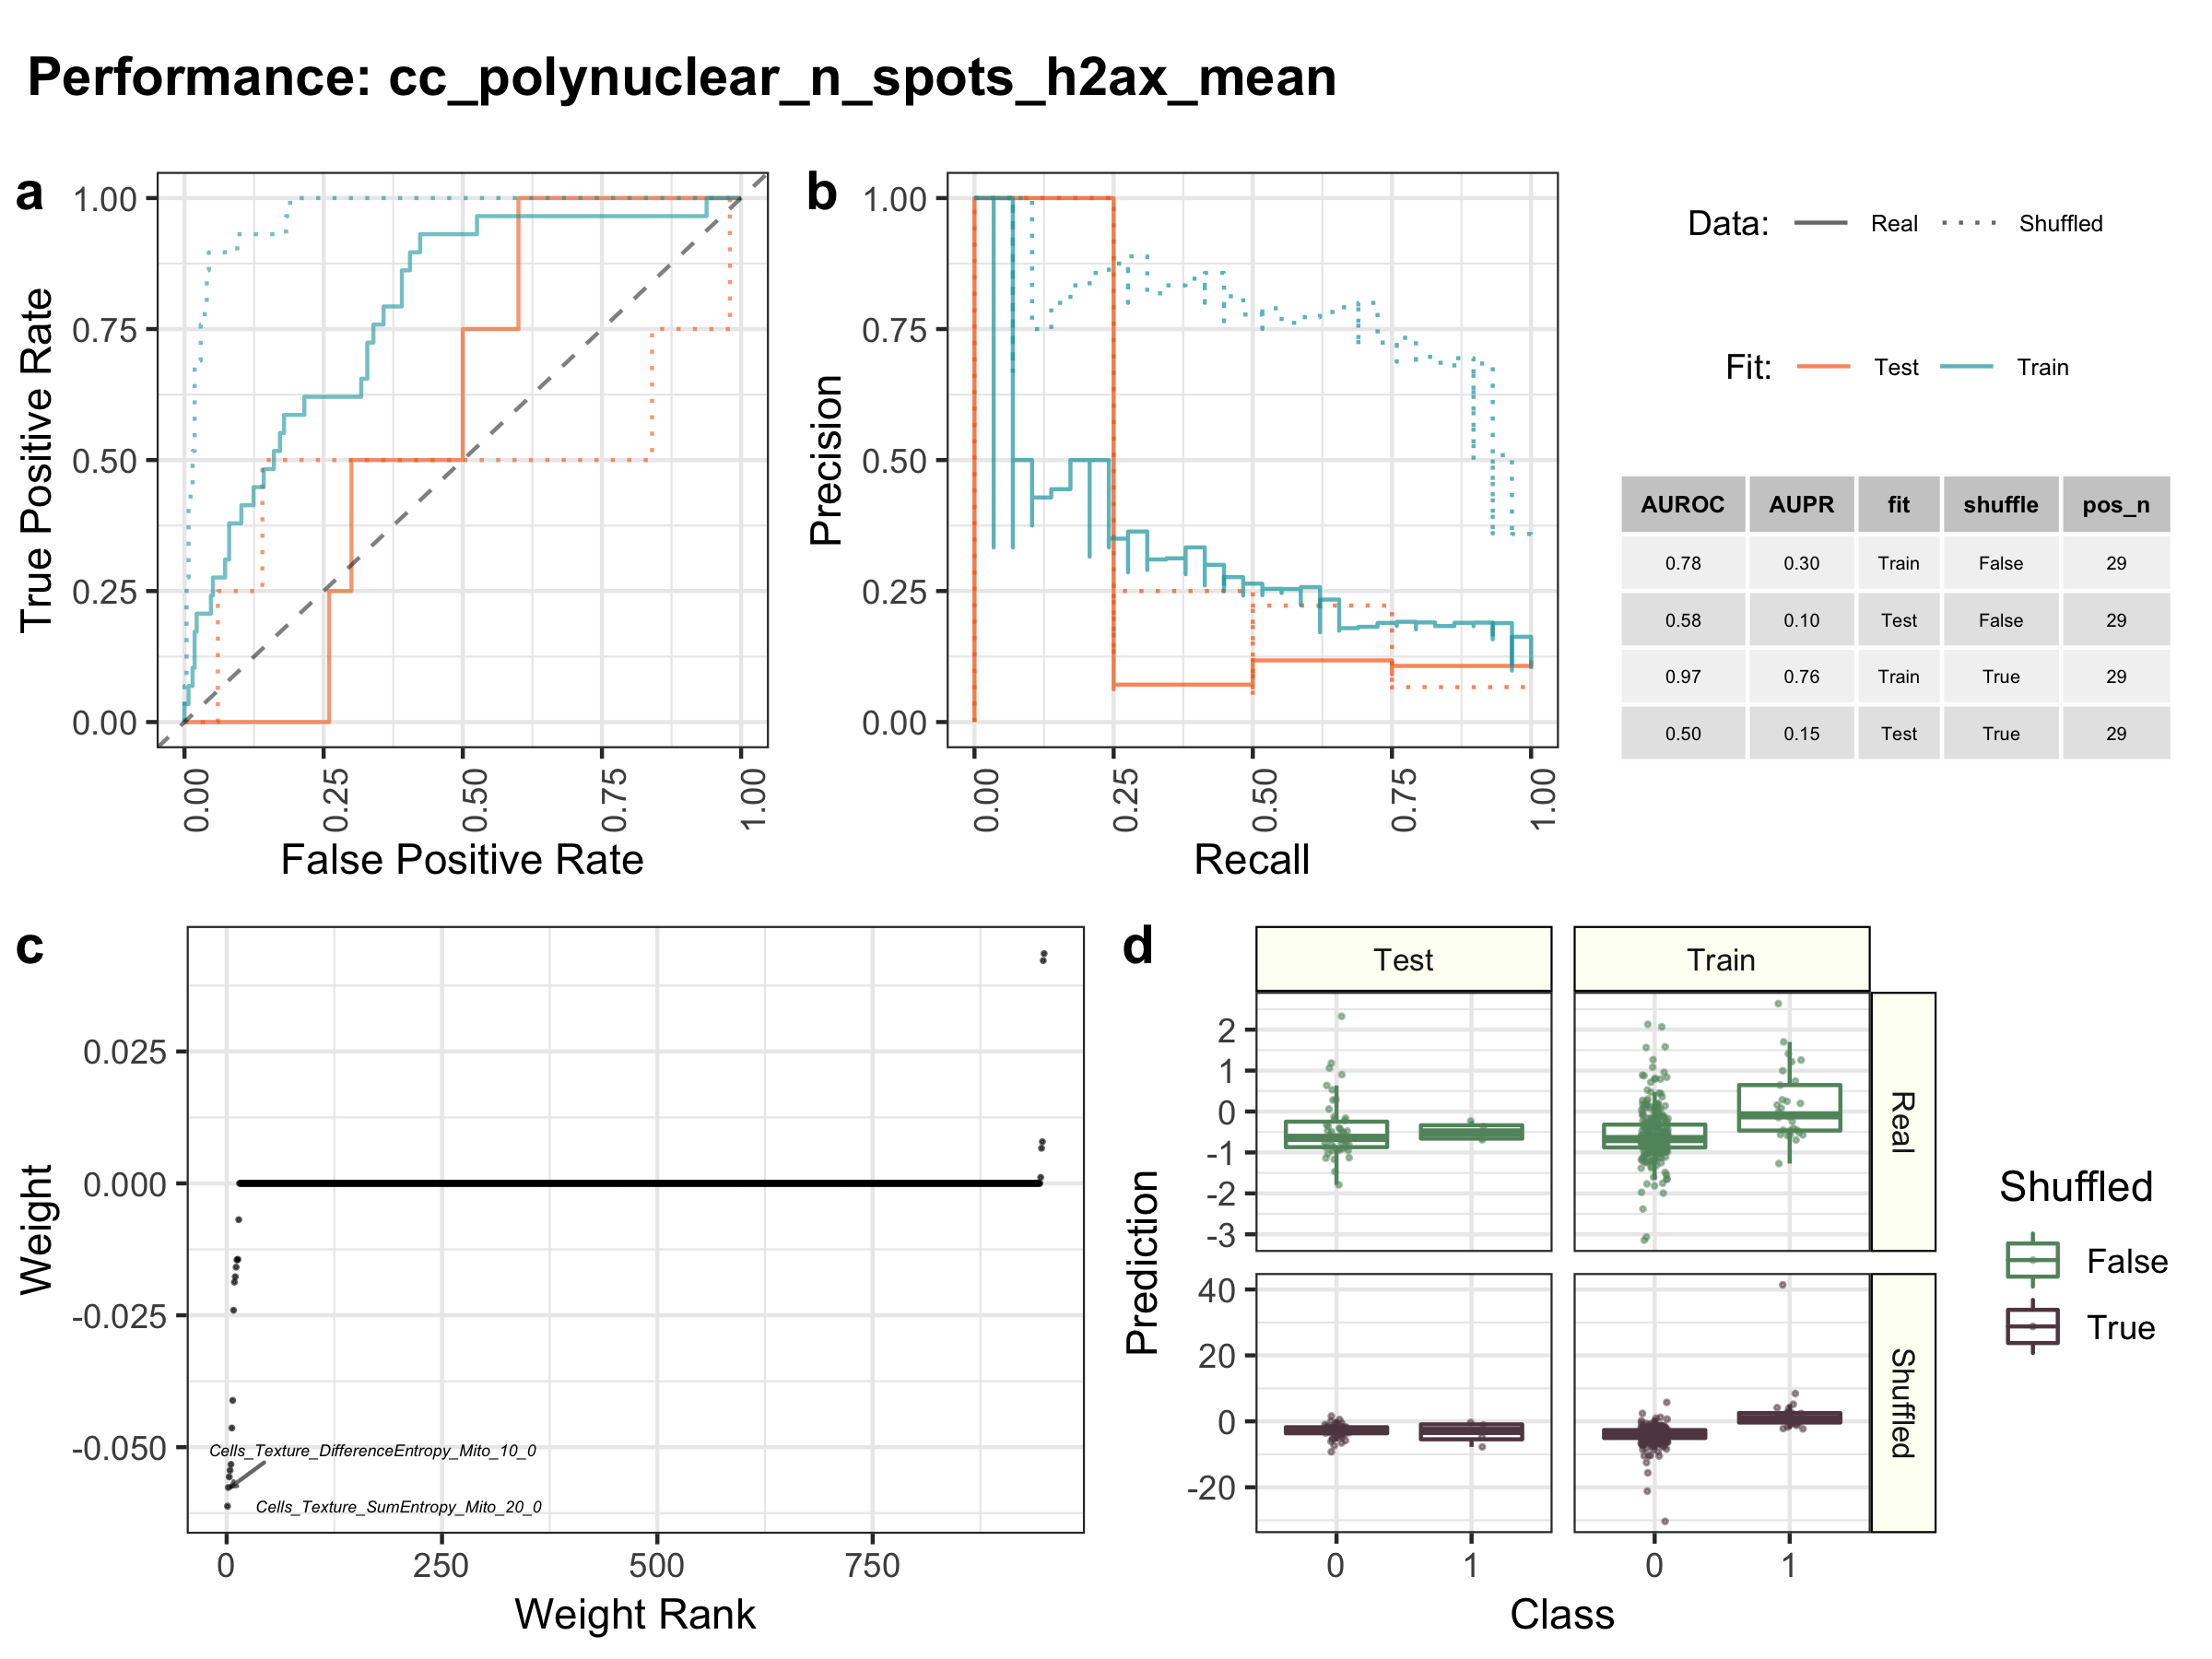 Performance: cc_polynuclear_n_spots_h2ax_mean
a
1.00
0.75
0.50
0.25
0.00
True Positive Rate
0.00
0.25
0.50
0.75
1.00
False Positive Rate
b
1.00
0.75
0.50
0.25
0.00
Precision
0.00
0.25
0.50
0.75
1.00
Recall
Data: Real Shuffled
Fit: Test Train
AUROC AUPR fit shuffle pos_n
0.78 0.30 Train False 29
0.58 0.10 Test False 29
0.97 0.76 Train True 29
0.50 0.15 Test True 29
c
0.025
0.000
-0.025
-0.050
Weight
Cells_Texture_DifferenceEntropy_Mito_10_0
Cells_Texture_SumEntropy_Mito_20_0
0 250 500 750
Weight Rank
d
Test Train
2
1
0
-1
-2
-3
Real
40
20
0
-20
Shuffled
Prediction
0 1 0 1
Class
Shuffled
False
True